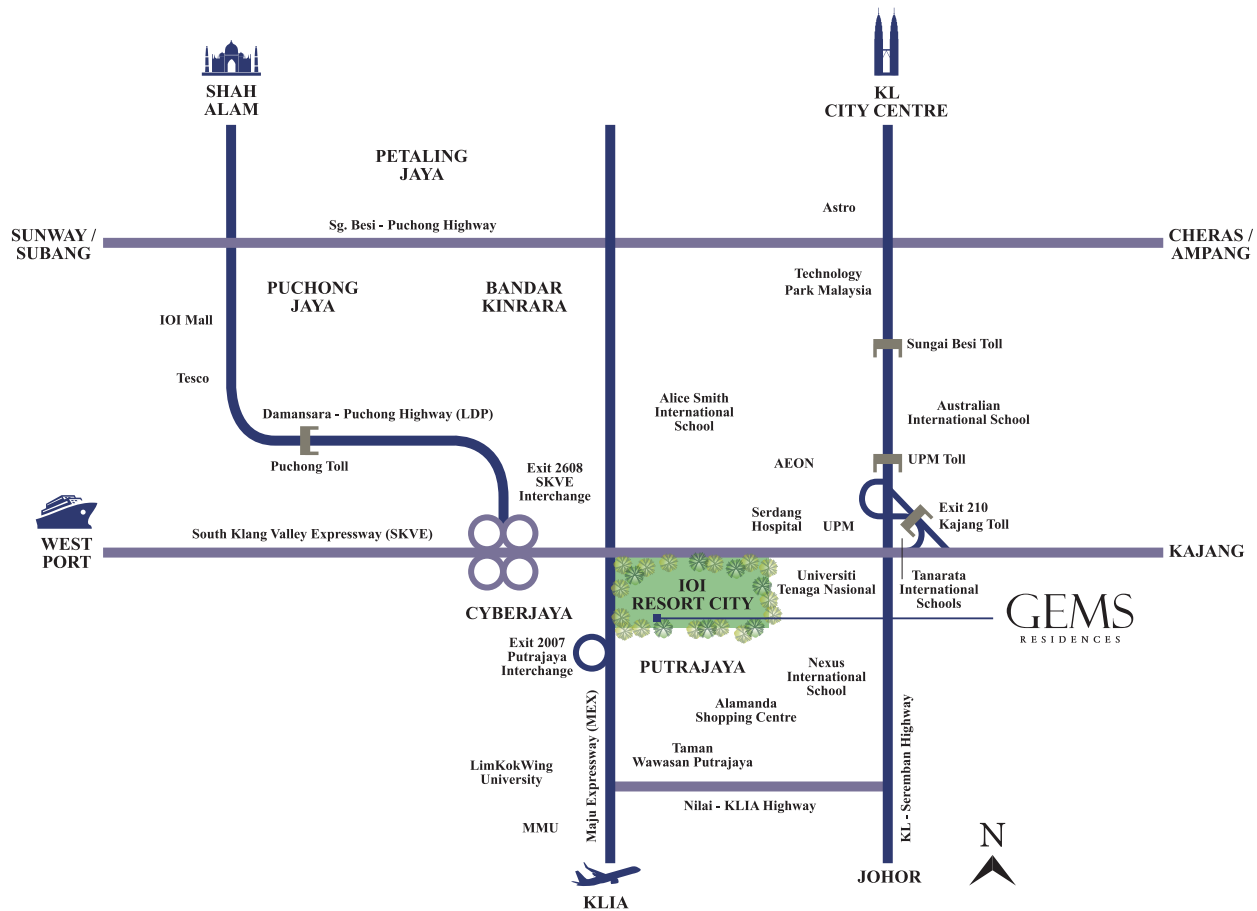 SHAH
ALAM
KL
CITY CENTRE
PETALING
JAYA
Astro
Sg. Besi - Puchong Highway
SUNWAY /
SUBANG
CHERAS /
AMPANG
PUCHONG
JAYA
BANDAR
KINRARA
Technology
Park Malaysia
IOI Mall
Sungai Besi Toll
Tesco
Alice Smith
International
School
Damansara - Puchong Highway (LDP)
Australian
International School
Puchong Toll
Exit 2608
SKVE
Interchange
AEON
UPM Toll
Serdang
Hospital
UPM
Exit 210
Kajang Toll
South Klang Valley Expressway (SKVE)
WEST
PORT
KAJANG
IOI
RESORT CITY
Universiti
Tenaga Nasional
Tanarata
International
Schools
CYBERJAYA
GEMS
RESIDENCES
Exit 2007
Putrajaya
Interchange
PUTRAJAYA
Nexus
International
School
Alamanda
Shopping Centre
Maju Expressway (MEX)
KL - Seremban Highway
Taman
Wawasan Putrajaya
LimKokWing
University
Nilai - KLIA Highway
MMU
N
KLIA
JOHOR